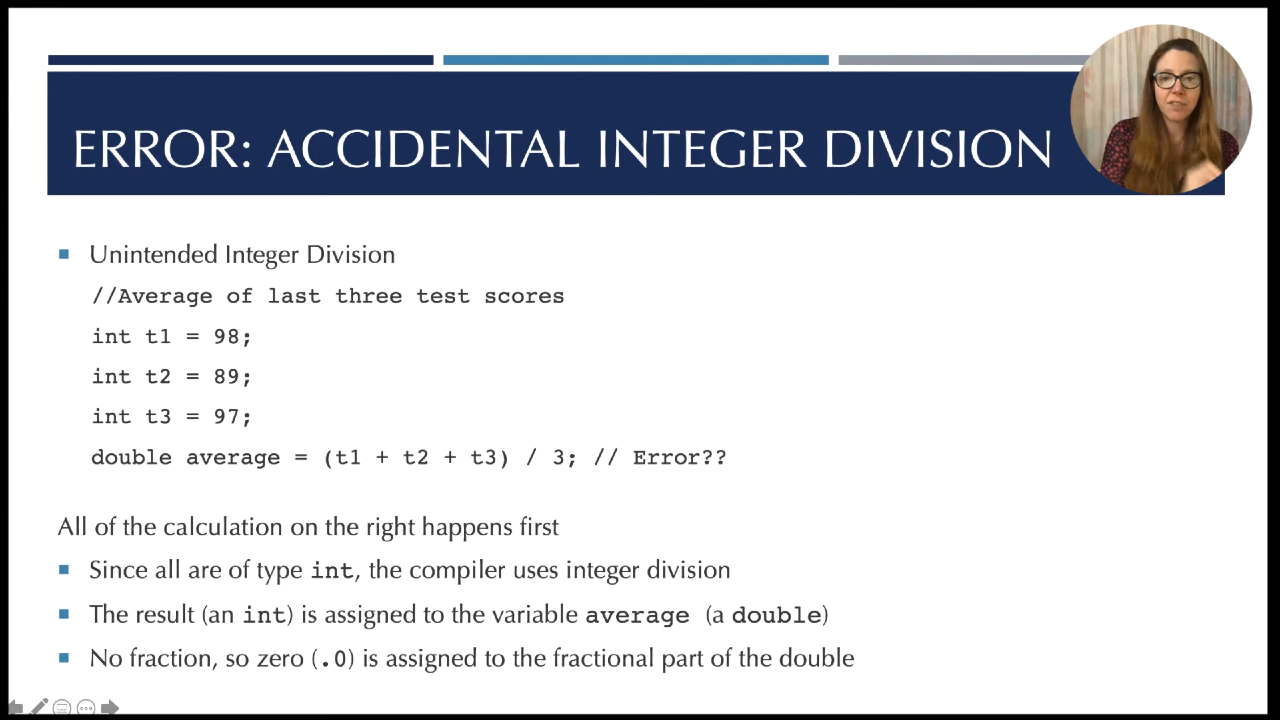 ERROR: ACCIDENTAL INTEGER DIVISION
Unintended Integer Division
//Average of last three test scores
int t1 = 98;
int t2 = 89;
int t3 = 97;
double average = (t1 + t2 + t3) / 3; // Error??
All of the calculation on the right happens first
Since all are of type int, the compiler uses integer division
The result (an int) is assigned to the variable average (a double)
No fraction, so zero (.0) is assigned to the fractional part of the double